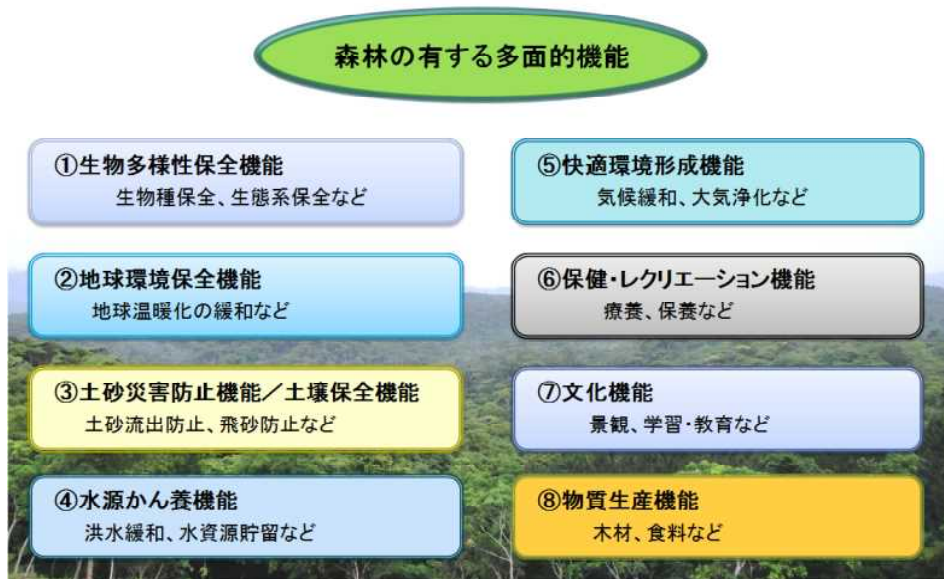 森林の有する多面的機能
①生物多様性保全機能
生物種保全、生態系保全など
②地球環境保全機能
地球温暖化の緩和など
③土砂災害防止機能／土壌保全機能
土砂流出防止、飛砂防止など
④水源かん養機能
洪水緩和、水資源貯留など
⑤快適環境形成機能
気候緩和、大気浄化など
⑥保健・レクリエーション機能
療養、保養など
⑦文化機能
景観、学習・教育など
⑧物質生産機能
木材、食料など